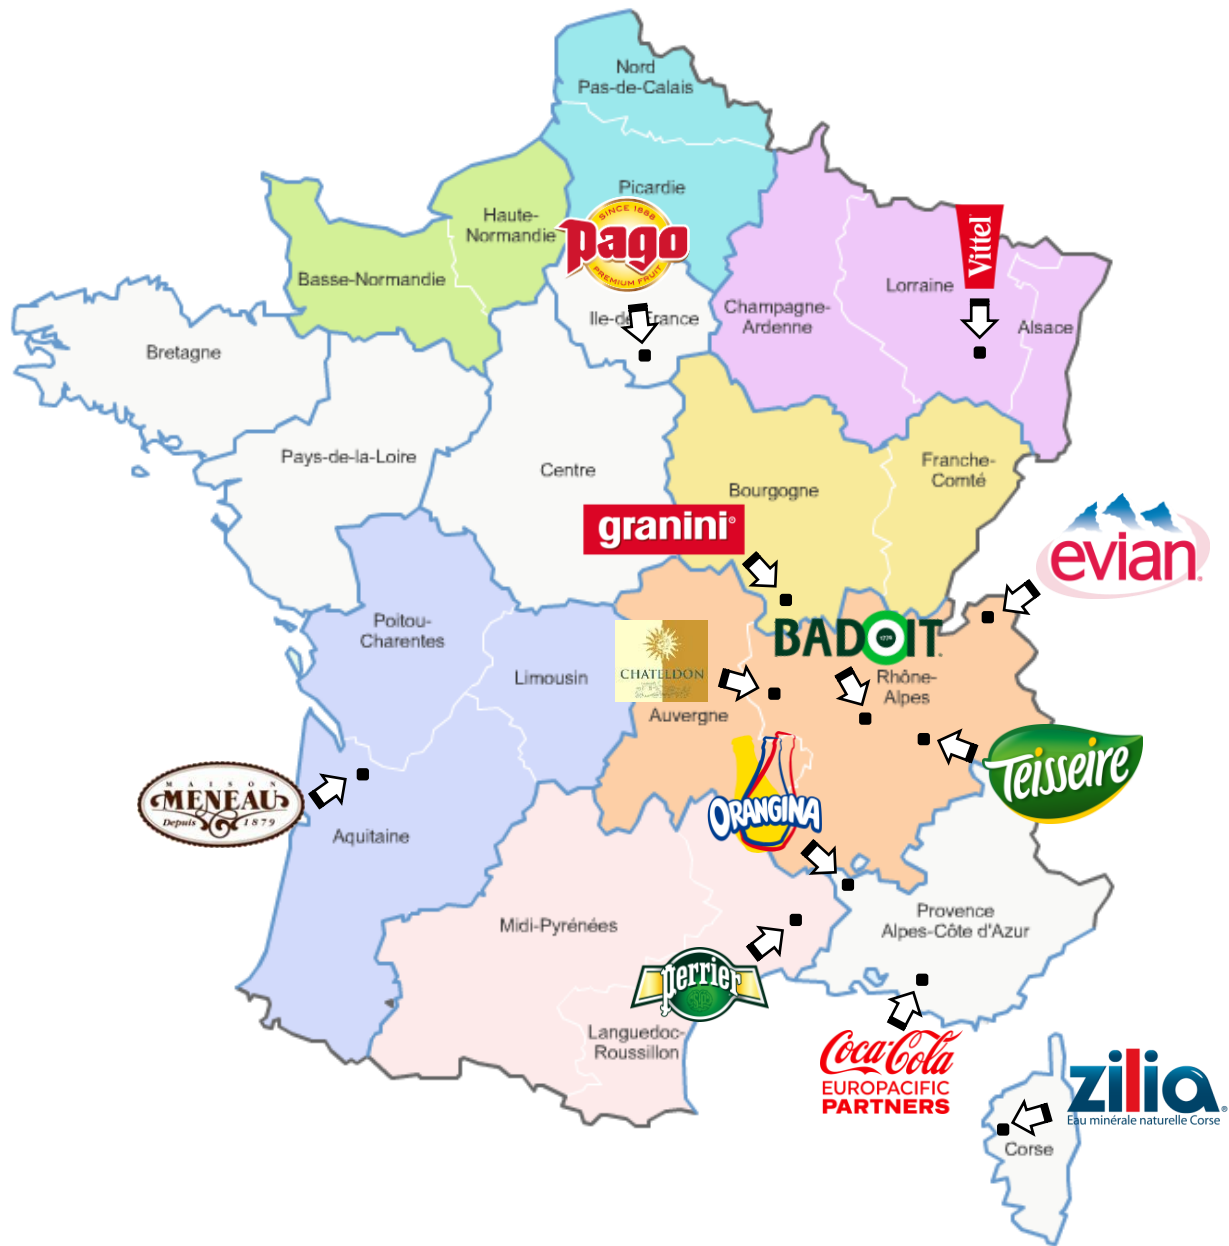 Nord
Pas-de-Calais
Picardie
SINCE 1888
pago
PREMIUM FRUIT
Haute-
Normandie
Basse-Normandie
Vittel
Lorraine
Ile-de-France
Champagne-
Ardenne
Alsace
Bretagne
Pays-de-la-Loire
Centre
Franche-
Comté
Bourgogne
granini®
evian®
Poitou-
Charentes
BADOIT
1778
Limousin
CHATELDON
Rhône-
Alpes
Auvergne
Teisseire
MAISON
MENEAU
Depuis 1879
ORANGINA
Aquitaine
Midi-Pyrénées
Provence
Alpes-Côte d'Azur
perrier
Languedoc-
Roussillon
Coca-Cola
EUROPACIFIC
PARTNERS
zilia®
Eau minérale naturelle Corse
Corse